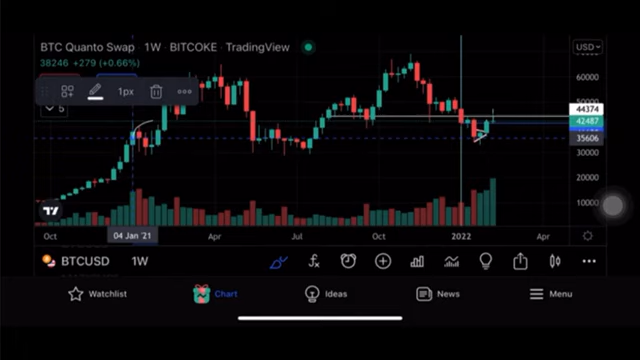 BTC Quanto Swap · 1W · BITCOKE · TradingView
USD
38246 +279 (+0.66%)
60000
1px
5
50000
44374
42487
35606
30000
20000
10000
Oct
04 Jan '21
Apr
Jul
Oct
2022
Apr
BTCUSD
1W
Watchlist
Chart
Ideas
News
Menu